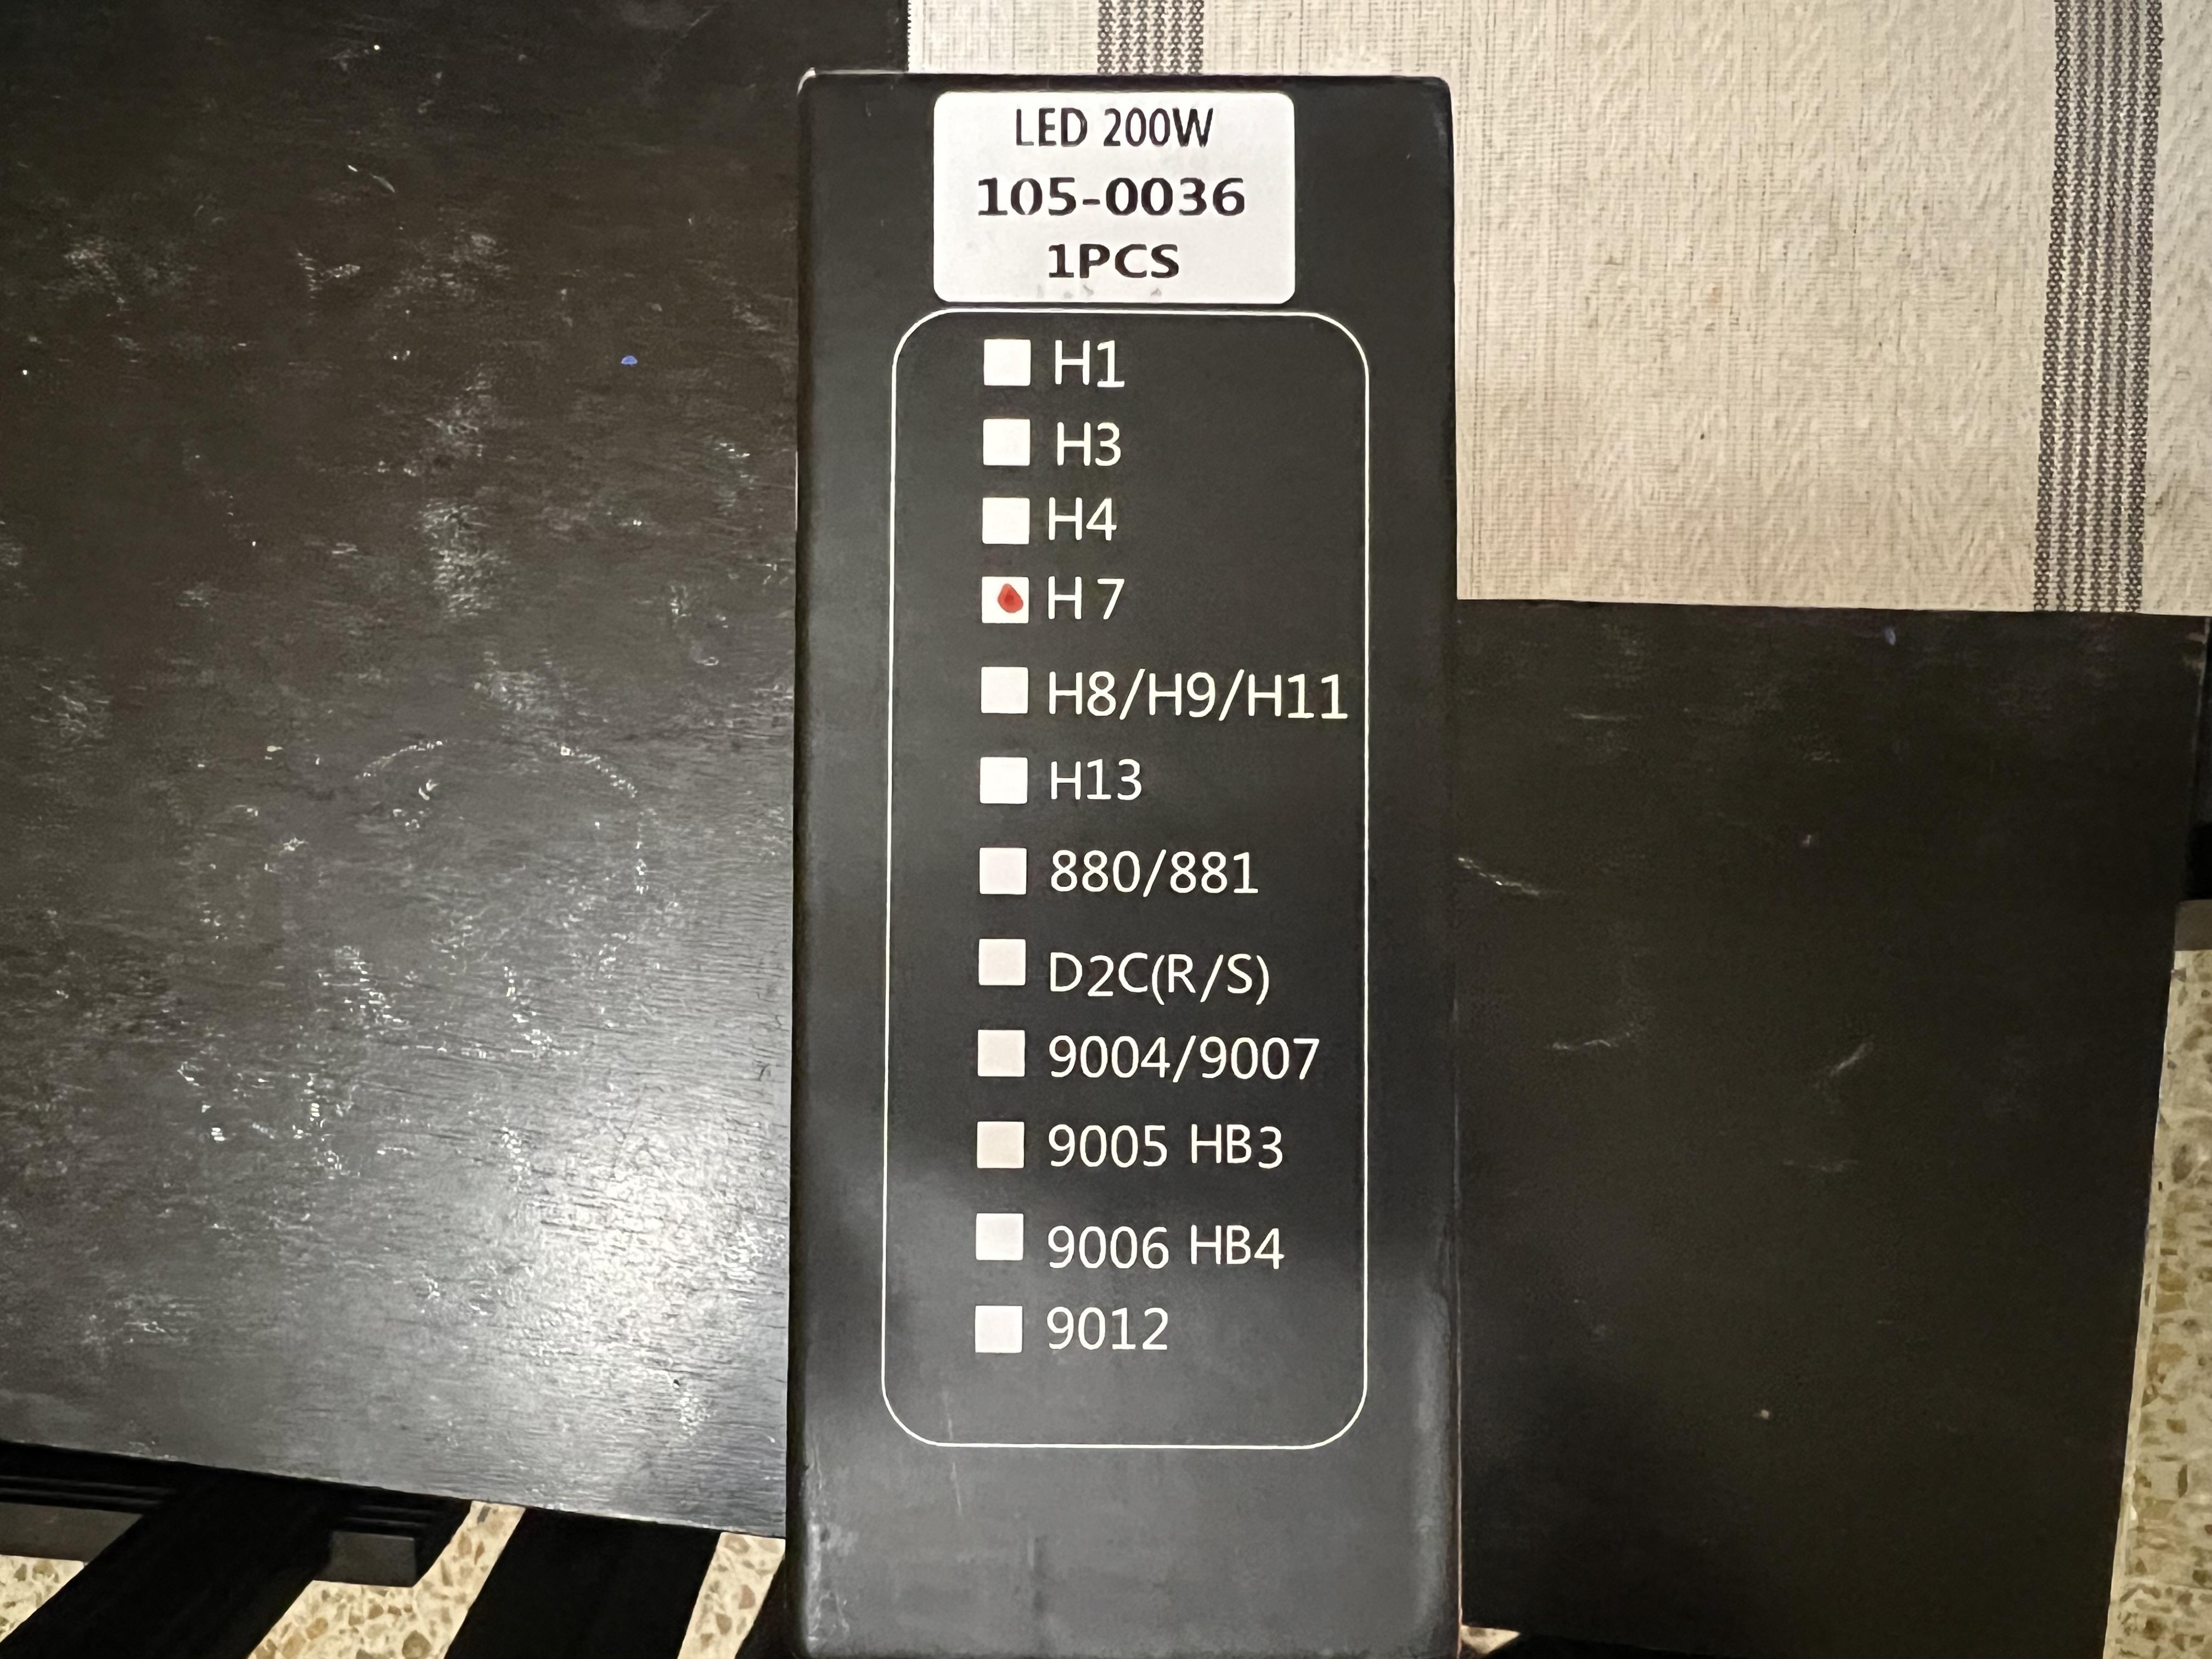 LED 200W
105-0036
1PCS
H1
H3
H4
H7
H8/H9/H11
H13
880/881
D2C(R/S)
9004/9007
9005 HB3
9006 HB4
9012